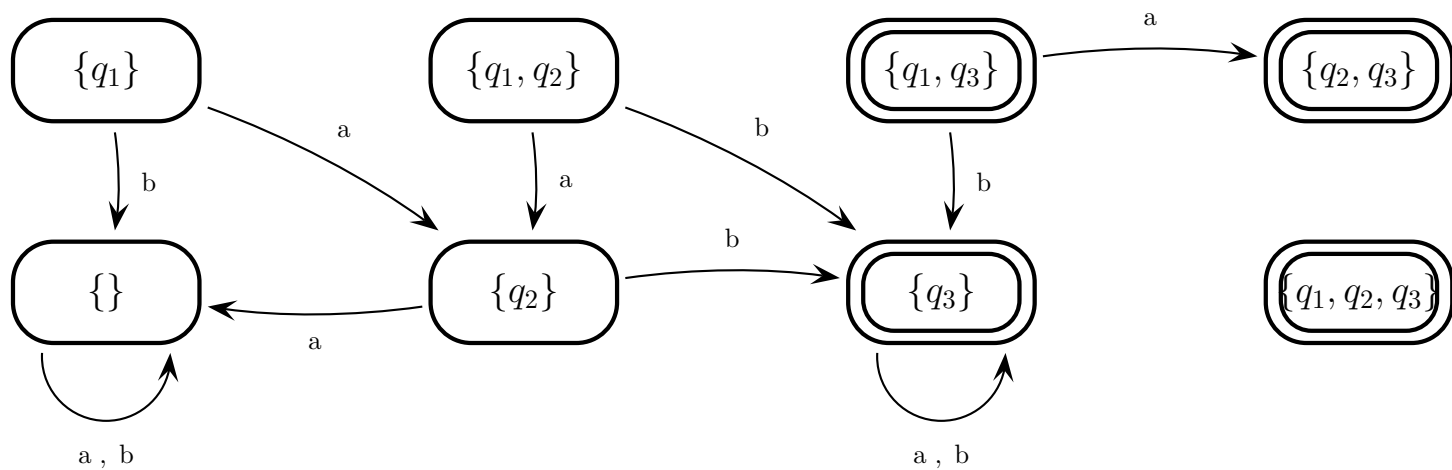 a
{q₁} {q₁, q₂} {q₁, q₃} {q₂, q₃}
a b
b a b
b
{} {q₂} {q₃} {q₁, q₂, q₃}
a
a , b a , b